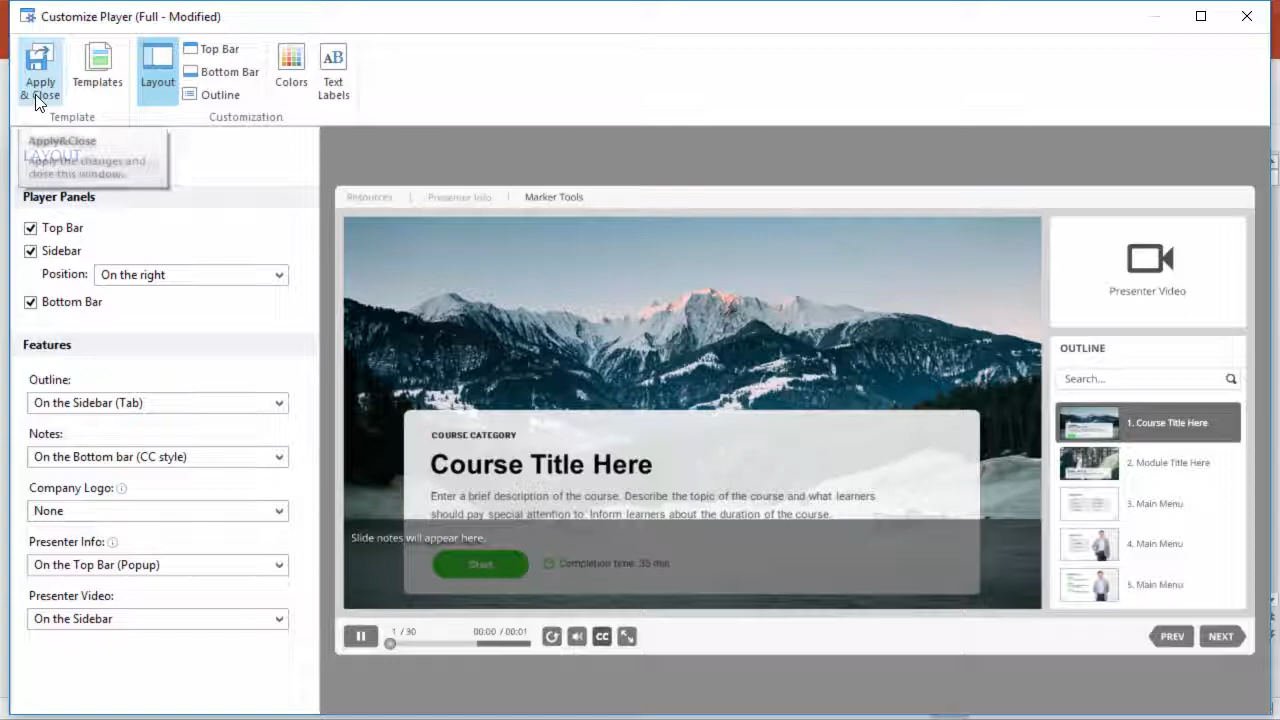 Customize Player (Full - Modified)
Apply & Close
Templates
Layout
Top Bar
Bottom Bar
Outline
Colors
AB
Text Labels
Template
Customization
Apply&Close
LAYOUT
Apply the changes and
close this window.
Player Panels
Top Bar
Sidebar
Position: On the right
Bottom Bar
Features
Outline:
On the Sidebar (Tab)
Notes:
On the Bottom bar (CC style)
Company Logo:
None
Presenter Info:
On the Top Bar (Popup)
Presenter Video:
On the Sidebar
Resources | Presenter Info | Marker Tools
COURSE CATEGORY
Course Title Here
Enter a brief description of the course. Describe the topic of the course and what learners
should pay special attention to. Inform learners about the duration of the course.
Slide notes will appear here.
Start
Completion time: 35 min
Presenter Video
OUTLINE
Search...
1. Course Title Here
2. Module Title Here
3. Main Menu
4. Main Menu
5. Main Menu
1 / 30
00:00 / 00:01
CC
PREV
NEXT